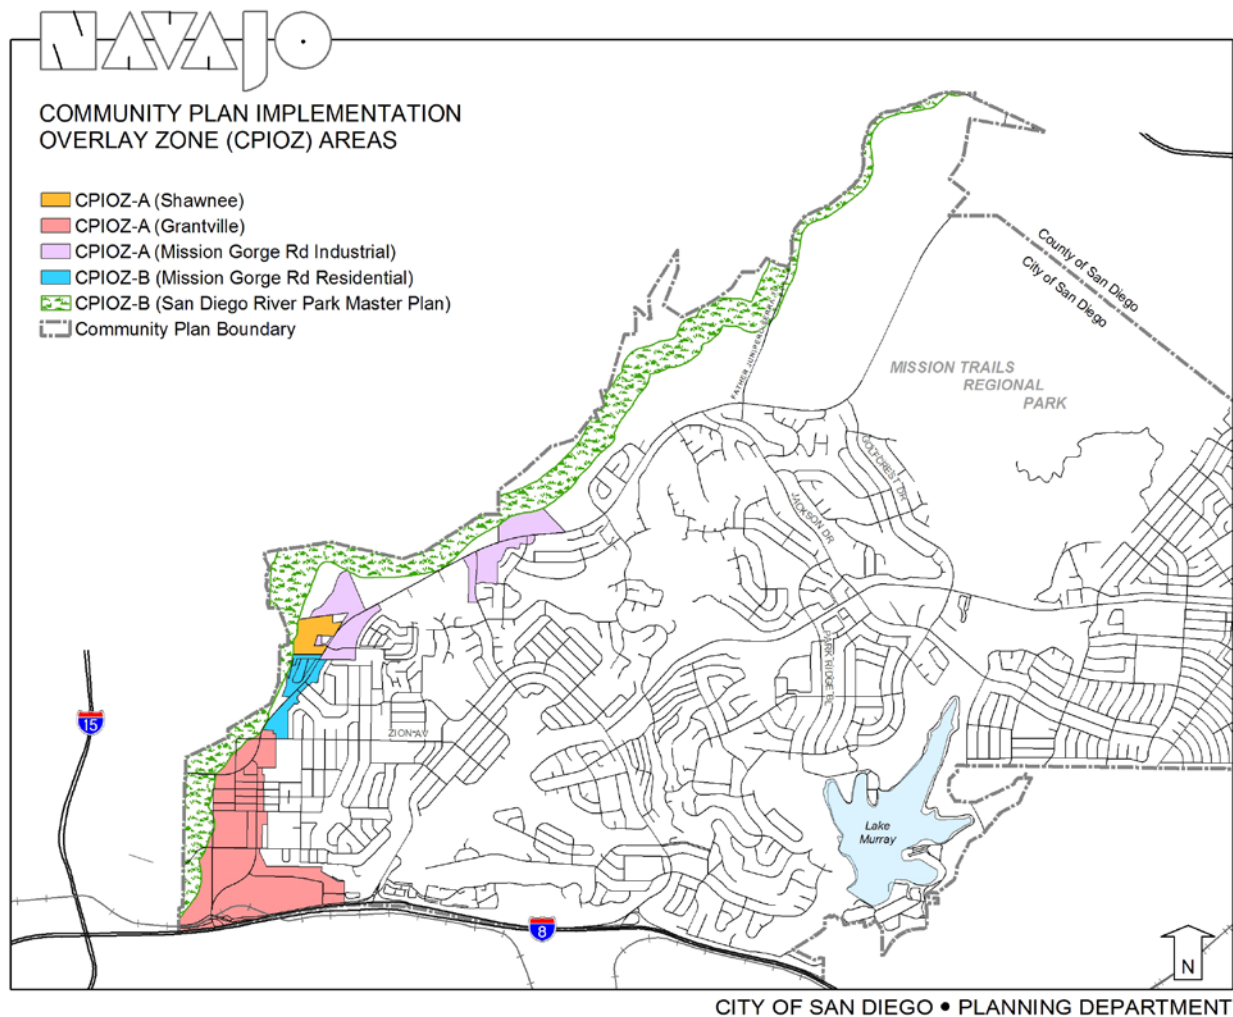 NAVAJO
COMMUNITY PLAN IMPLEMENTATION
OVERLAY ZONE (CPIOZ) AREAS
CPIOZ-A (Shawnee)
CPIOZ-A (Grantville)
CPIOZ-A (Mission Gorge Rd Industrial)
CPIOZ-B (Mission Gorge Rd Residential)
CPIOZ-B (San Diego River Park Master Plan)
Community Plan Boundary
County of San Diego
City of San Diego
MISSION TRAILS
REGIONAL
PARK
FATHER JUNIPERO SERRA
GOLFCREST DR
JACKSON DR
PARK RIDGE BL
ZION AV
15
Lake
Murray
8
N
CITY OF SAN DIEGO • PLANNING DEPARTMENT